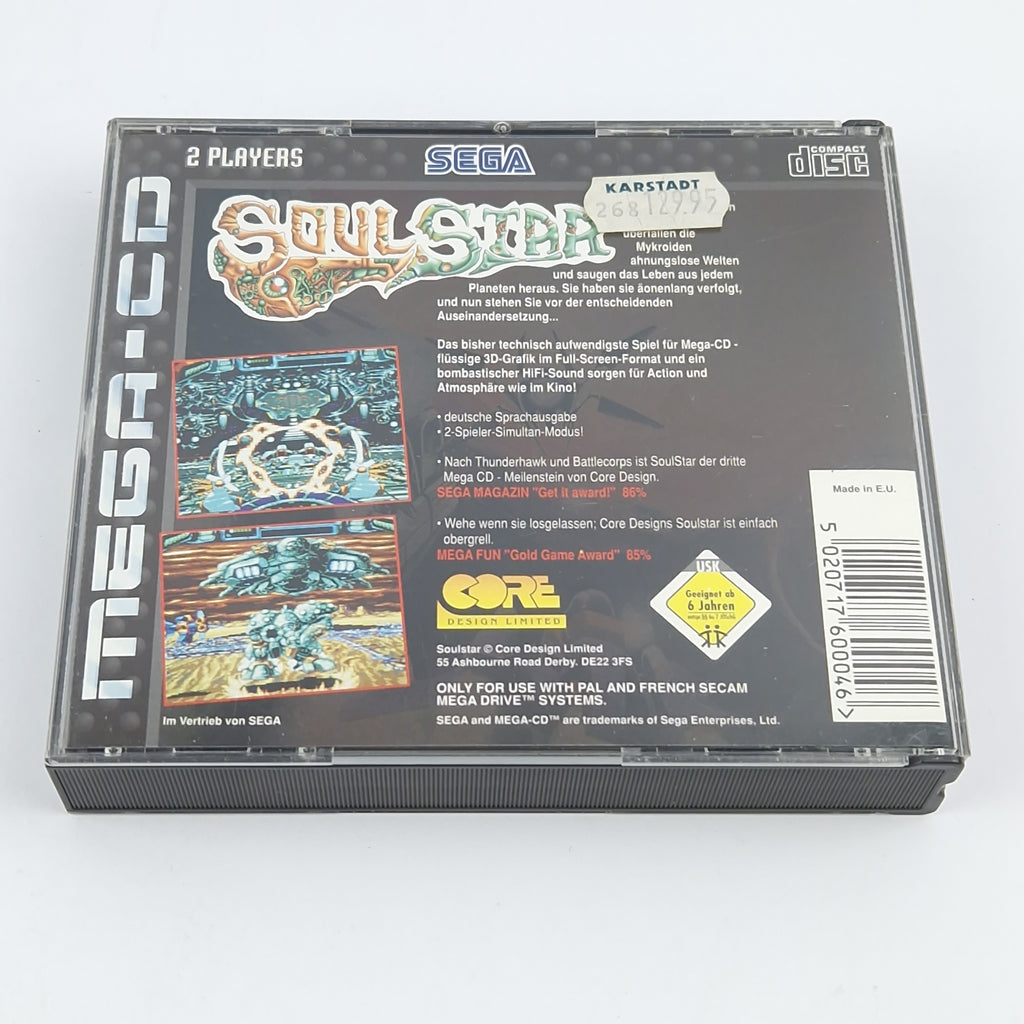 2 PLAYERS
SEGA
COMPACT
disc
MEGA-CD
SOULSTAR
KARSTADT
268 129.95
überfallen die
Mykroiden
ahnungslose Welten
und saugen das Leben aus jedem
Planeten heraus. Sie haben sie äonenlang verfolgt,
und nun stehen Sie vor der entscheidenden
Auseinandersetzung...
Das bisher technisch aufwendigste Spiel für Mega-CD -
flüssige 3D-Grafik im Full-Screen-Format und ein
bombastischer HiFi-Sound sorgen für Action und
Atmosphäre wie im Kino!
• deutsche Sprachausgabe
• 2-Spieler-Simultan-Modus!
• Nach Thunderhawk und Battlecorps ist SoulStar der dritte
Mega CD - Meilenstein von Core Design.
SEGA MAGAZIN "Get it award!" 86%
• Wehe wenn sie losgelassen; Core Designs Soulstar ist einfach
obergrell.
MEGA FUN "Gold Game Award" 85%
CORE
DESIGN LIMITED
USK
Geeignet ab
6 Jahren
Soulstar © Core Design Limited
55 Ashbourne Road Derby. DE22 3FS
ONLY FOR USE WITH PAL AND FRENCH SECAM
MEGA DRIVE™ SYSTEMS.
SEGA and MEGA-CD™ are trademarks of Sega Enterprises, Ltd.
Im Vertrieb von SEGA
Made in E.U.
5 020717 600046 >